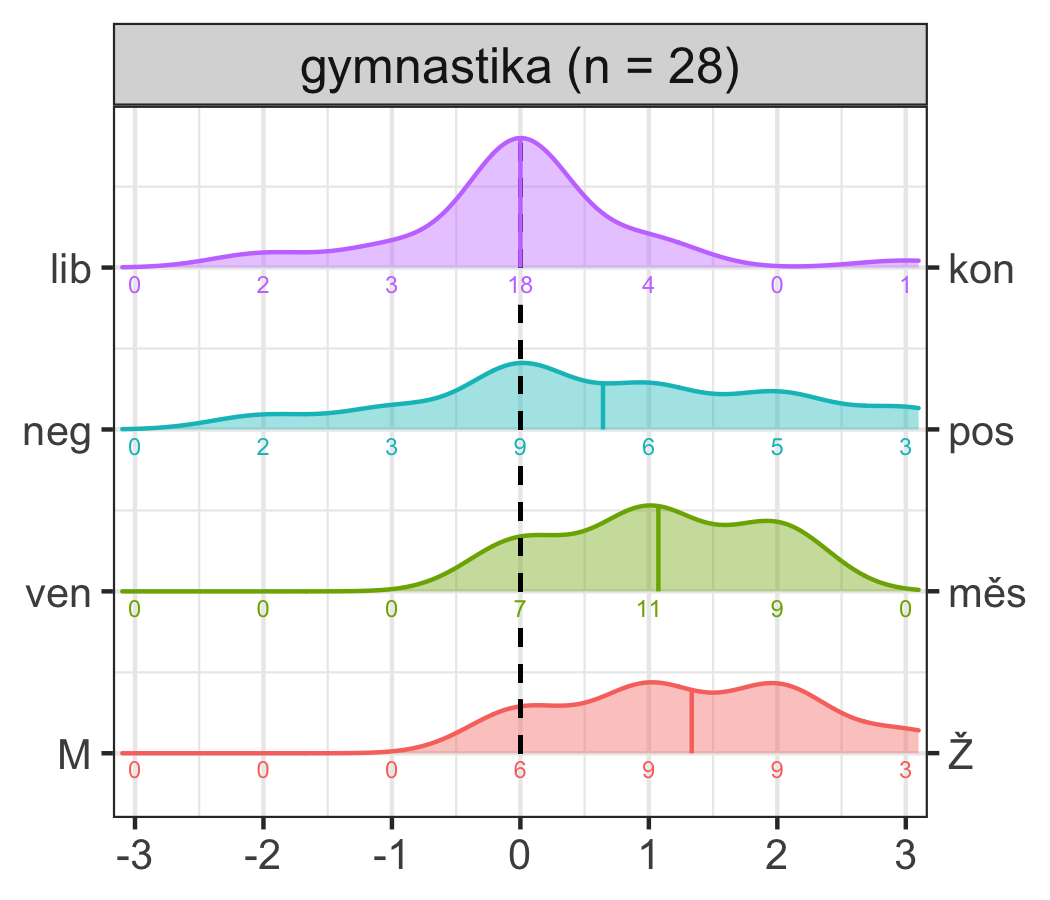 gymnastika (n = 28)
lib kon
0 2 3 18 4 0 1
neg pos
0 2 3 9 6 5 3
ven měs
0 0 0 7 11 9 0
M Ž
0 0 0 6 9 9 3
-3 -2 -1 0 1 2 3